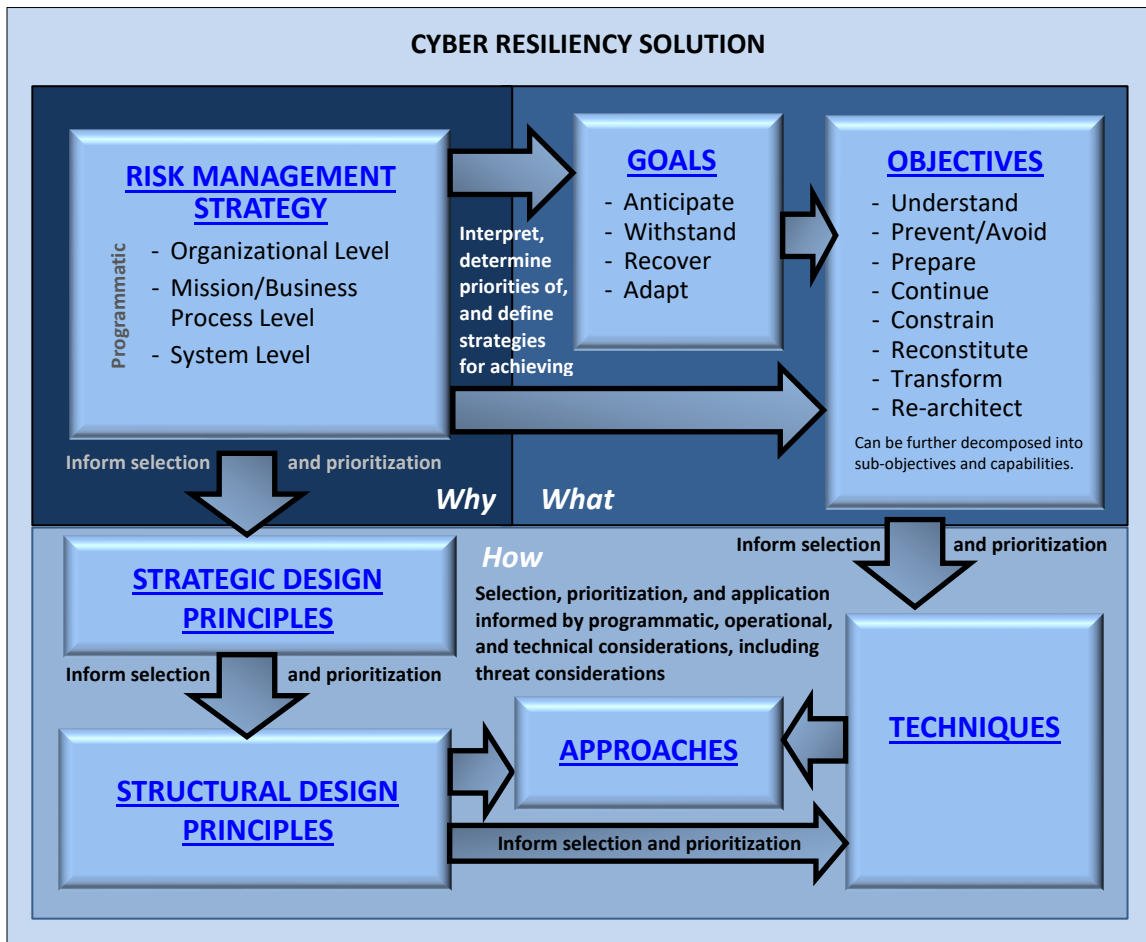 CYBER RESILIENCY SOLUTION
RISK MANAGEMENT
STRATEGY
Programmatic
- Organizational Level
- Mission/Business
Process Level
- System Level
Interpret,
determine
priorities of,
and define
strategies
for achieving
GOALS
- Anticipate
- Withstand
- Recover
- Adapt
OBJECTIVES
- Understand
- Prevent/Avoid
- Prepare
- Continue
- Constrain
- Reconstitute
- Transform
- Re-architect
Can be further decomposed into
sub-objectives and capabilities.
Inform selection and prioritization
Why
What
How
Inform selection and prioritization
STRATEGIC DESIGN
PRINCIPLES
Selection, prioritization, and application
informed by programmatic, operational,
and technical considerations, including
threat considerations
Inform selection and prioritization
STRUCTURAL DESIGN
PRINCIPLES
APPROACHES
TECHNIQUES
Inform selection and prioritization